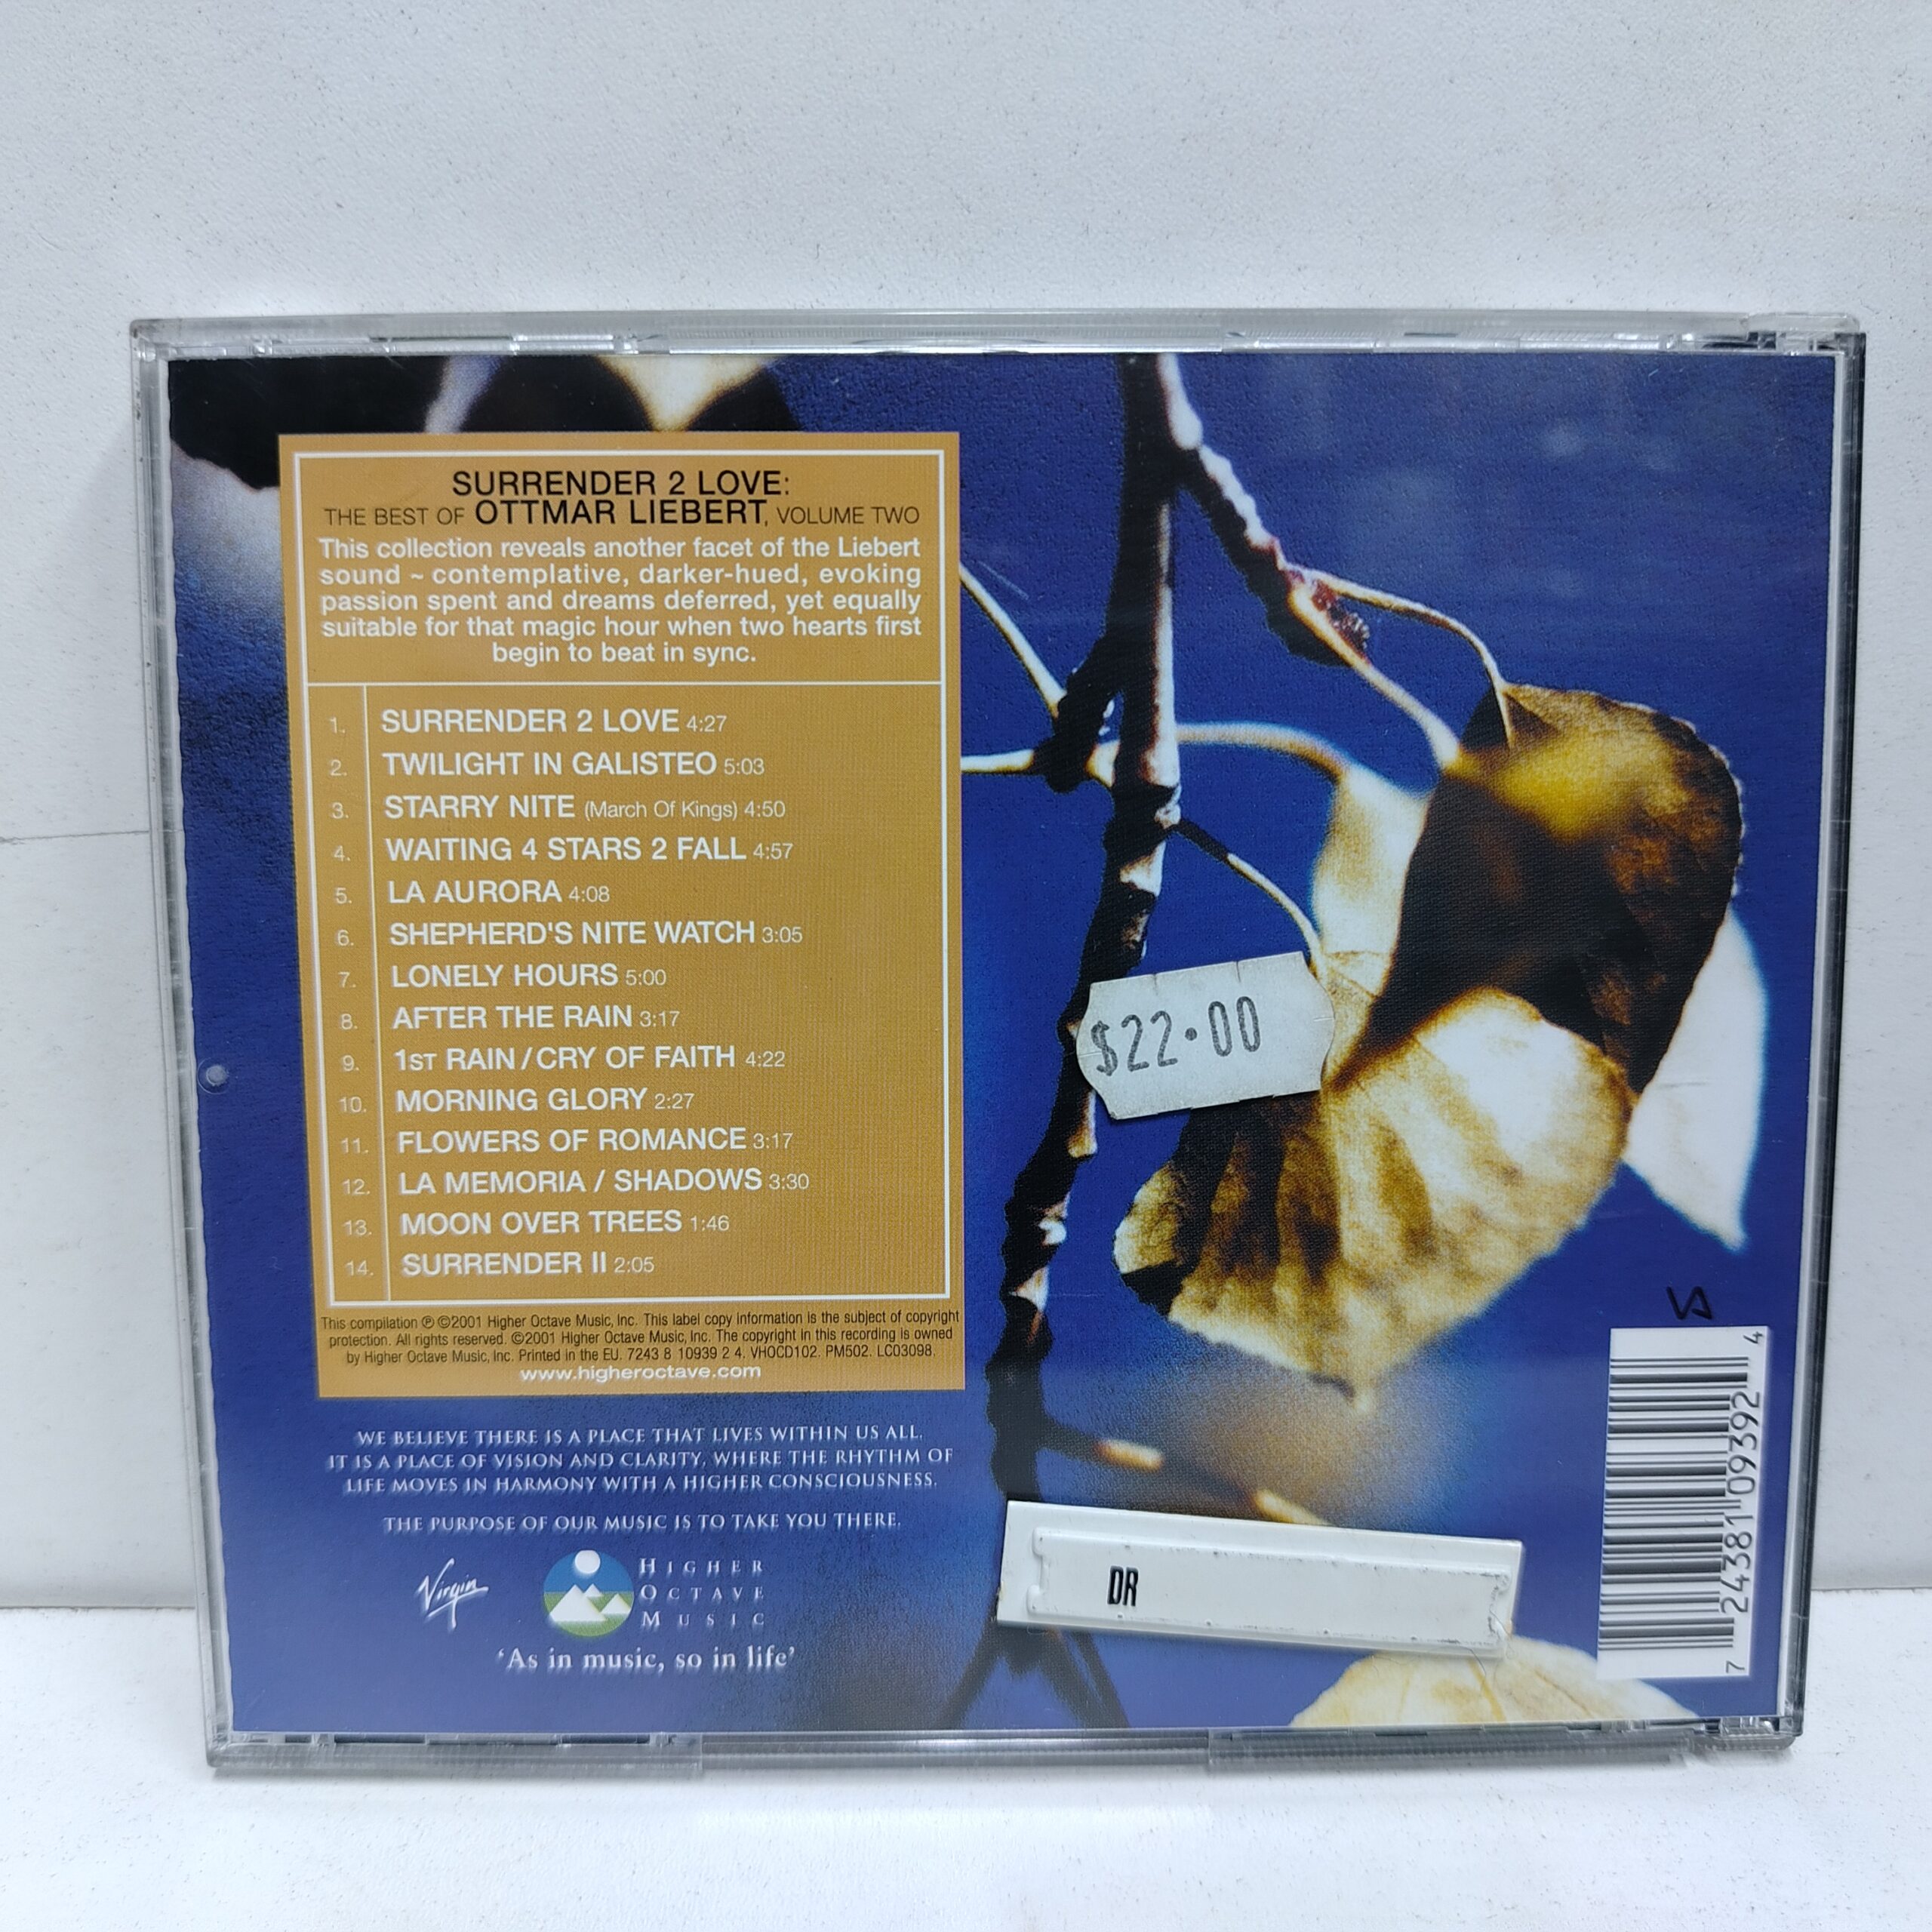 SURRENDER 2 LOVE:
THE BEST OF OTTMAR LIEBERT, VOLUME TWO
This collection reveals another facet of the Liebert
sound ~ contemplative, darker-hued, evoking
passion spent and dreams deferred, yet equally
suitable for that magic hour when two hearts first
begin to beat in sync.
1. SURRENDER 2 LOVE 4:27
2. TWILIGHT IN GALISTEO 5:03
3. STARRY NITE (March Of Kings) 4:50
4. WAITING 4 STARS 2 FALL 4:57
5. LA AURORA 4:08
6. SHEPHERD'S NITE WATCH 3:05
7. LONELY HOURS 5:00
8. AFTER THE RAIN 3:17
9. 1ST RAIN / CRY OF FAITH 4:22
10. MORNING GLORY 2:27
11. FLOWERS OF ROMANCE 3:17
12. LA MEMORIA / SHADOWS 3:30
13. MOON OVER TREES 1:46
14. SURRENDER II 2:05
This compilation ℗ ©2001 Higher Octave Music, Inc. This label copy information is the subject of copyright
protection. All rights reserved. ©2001 Higher Octave Music, Inc. The copyright in this recording is owned
by Higher Octave Music, Inc. Printed in the EU. 7243 8 10939 2 4. VHOCD102. PM502. LC03098.
www.higheroctave.com
WE BELIEVE THERE IS A PLACE THAT LIVES WITHIN US ALL.
IT IS A PLACE OF VISION AND CLARITY, WHERE THE RHYTHM OF
LIFE MOVES IN HARMONY WITH A HIGHER CONSCIOUSNESS.
THE PURPOSE OF OUR MUSIC IS TO TAKE YOU THERE.
Virgin
HIGHER
OCTAVE
MUSIC
‘As in music, so in life’
$22.00
DR
7 24381 09392 4